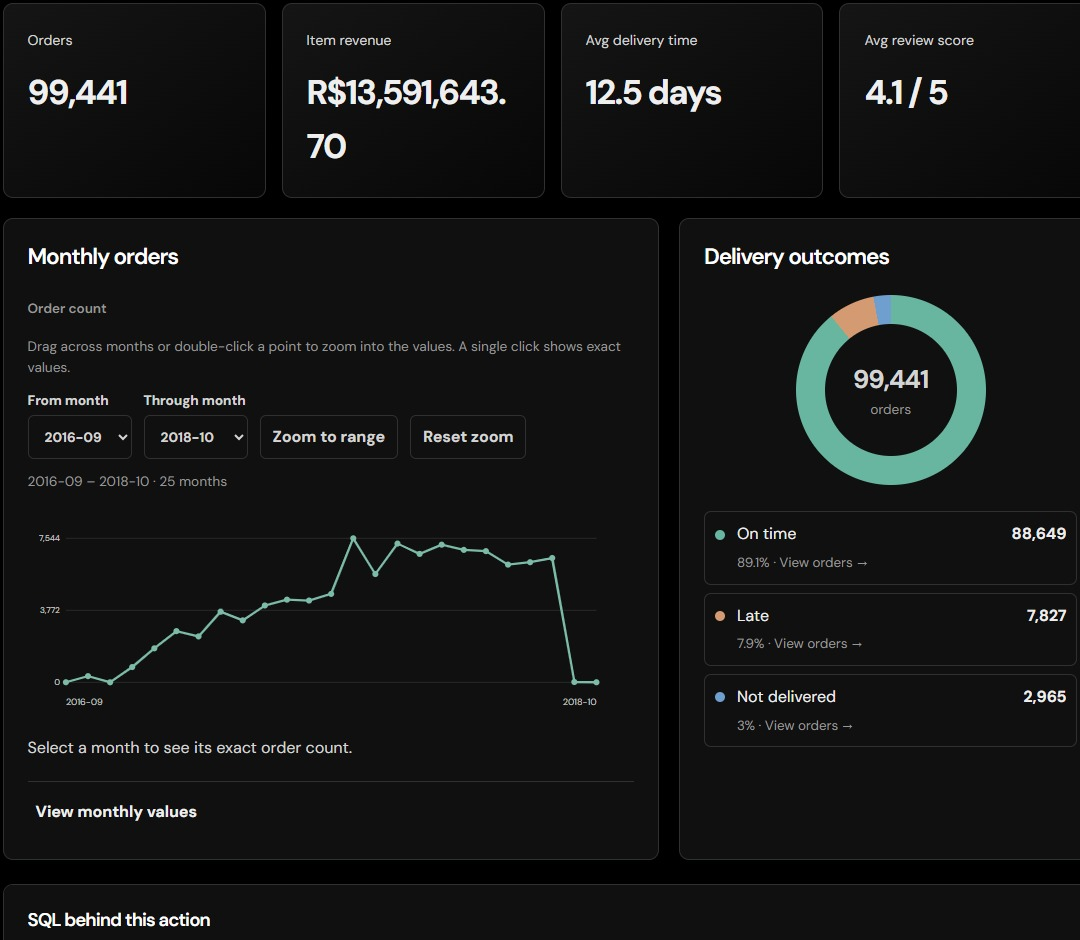 Orders
99,441
Item revenue
R$13,591,643.
70
Avg delivery time
12.5 days
Avg review score
4.1 / 5
Monthly orders
Order count
Drag across months or double-click a point to zoom into the values. A single click shows exact
values.
From month
Through month
2016-09
2018-10
Zoom to range
Reset zoom
2016-09 – 2018-10 · 25 months
7,544
3,772
0
2016-09
2018-10
Select a month to see its exact order count.
View monthly values
Delivery outcomes
99,441
orders
On time
88,649
89.1% · View orders →
Late
7,827
7.9% · View orders →
Not delivered
2,965
3% · View orders →
SQL behind this action